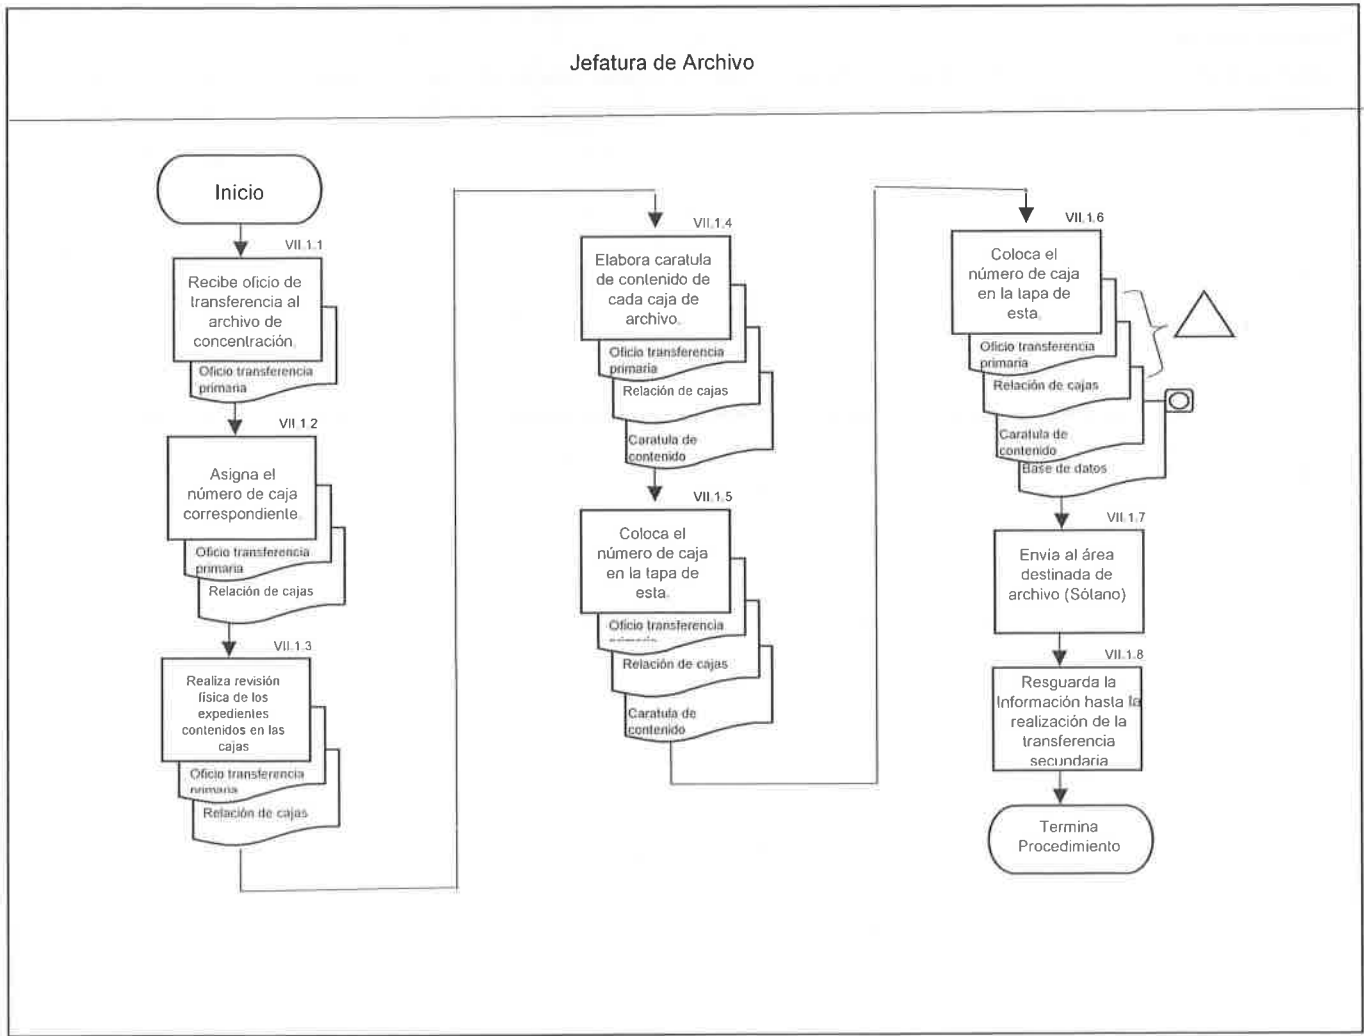 Jefatura de Archivo
Inicio
VII.1.1
Recibe oficio de
transferencia al
archivo de
concentración.
Oficio transferencia
primaria
VII.1.2
Asigna el
número de caja
correspondiente.
Oficio transferencia
primaria
Relación de cajas
VII.1.3
Realiza revisión
física de los
expedientes
contenidos en las
cajas
Oficio transferencia
primaria
Relación de cajas
VII.1.4
Elabora caratula
de contenido de
cada caja de
archivo.
Oficio transferencia
primaria
Relación de cajas
Caratula de
contenido
VII.1.5
Coloca el
número de caja
en la tapa de
esta.
Oficio transferencia
primaria
Relación de cajas
Caratula de
contenido
VII.1.6
Coloca el
número de caja
en la tapa de
esta.
Oficio transferencia
primaria
Relación de cajas
Caratula de
contenido
Base de datos
VII.1.7
Envia al área
destinada de
archivo (Sótano)
VII.1.8
Resguarda la
Información hasta la
realización de la
transferencia
secundaria
Termina
Procedimiento